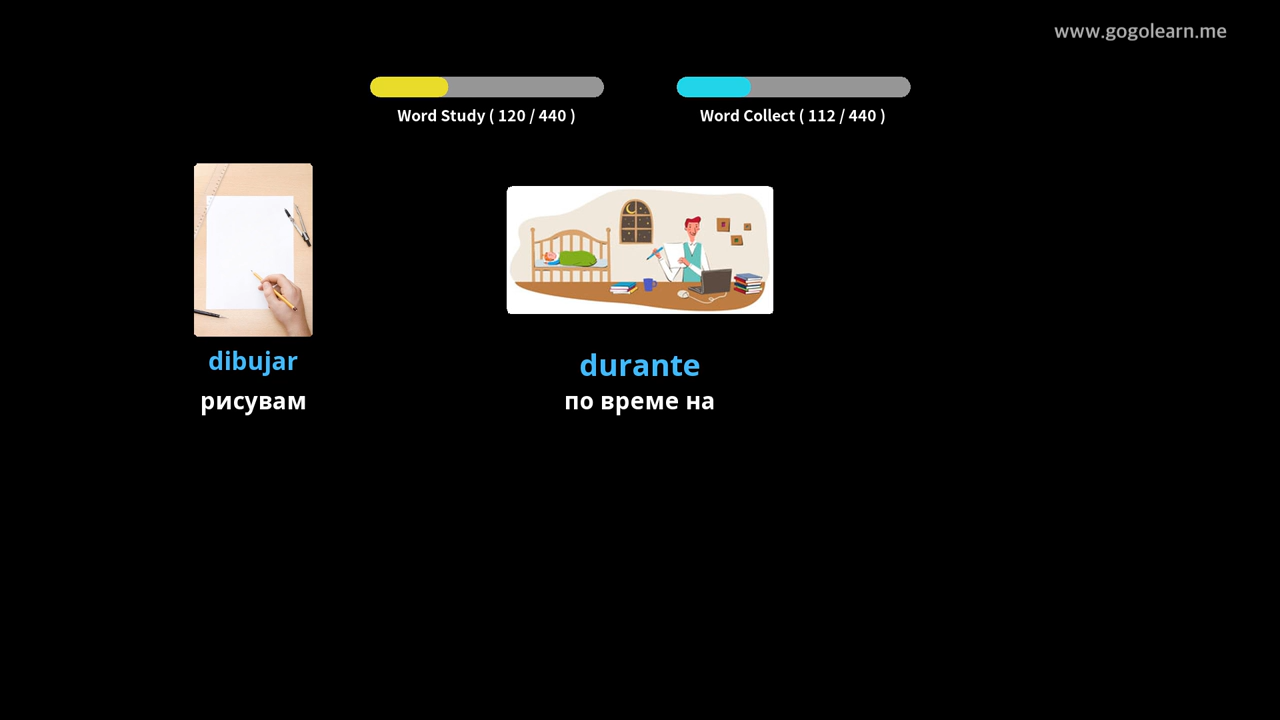 www.gogolearn.me
Word Study ( 120 / 440 )
Word Collect ( 112 / 440 )
dibujar
рисувам
durante
по време на